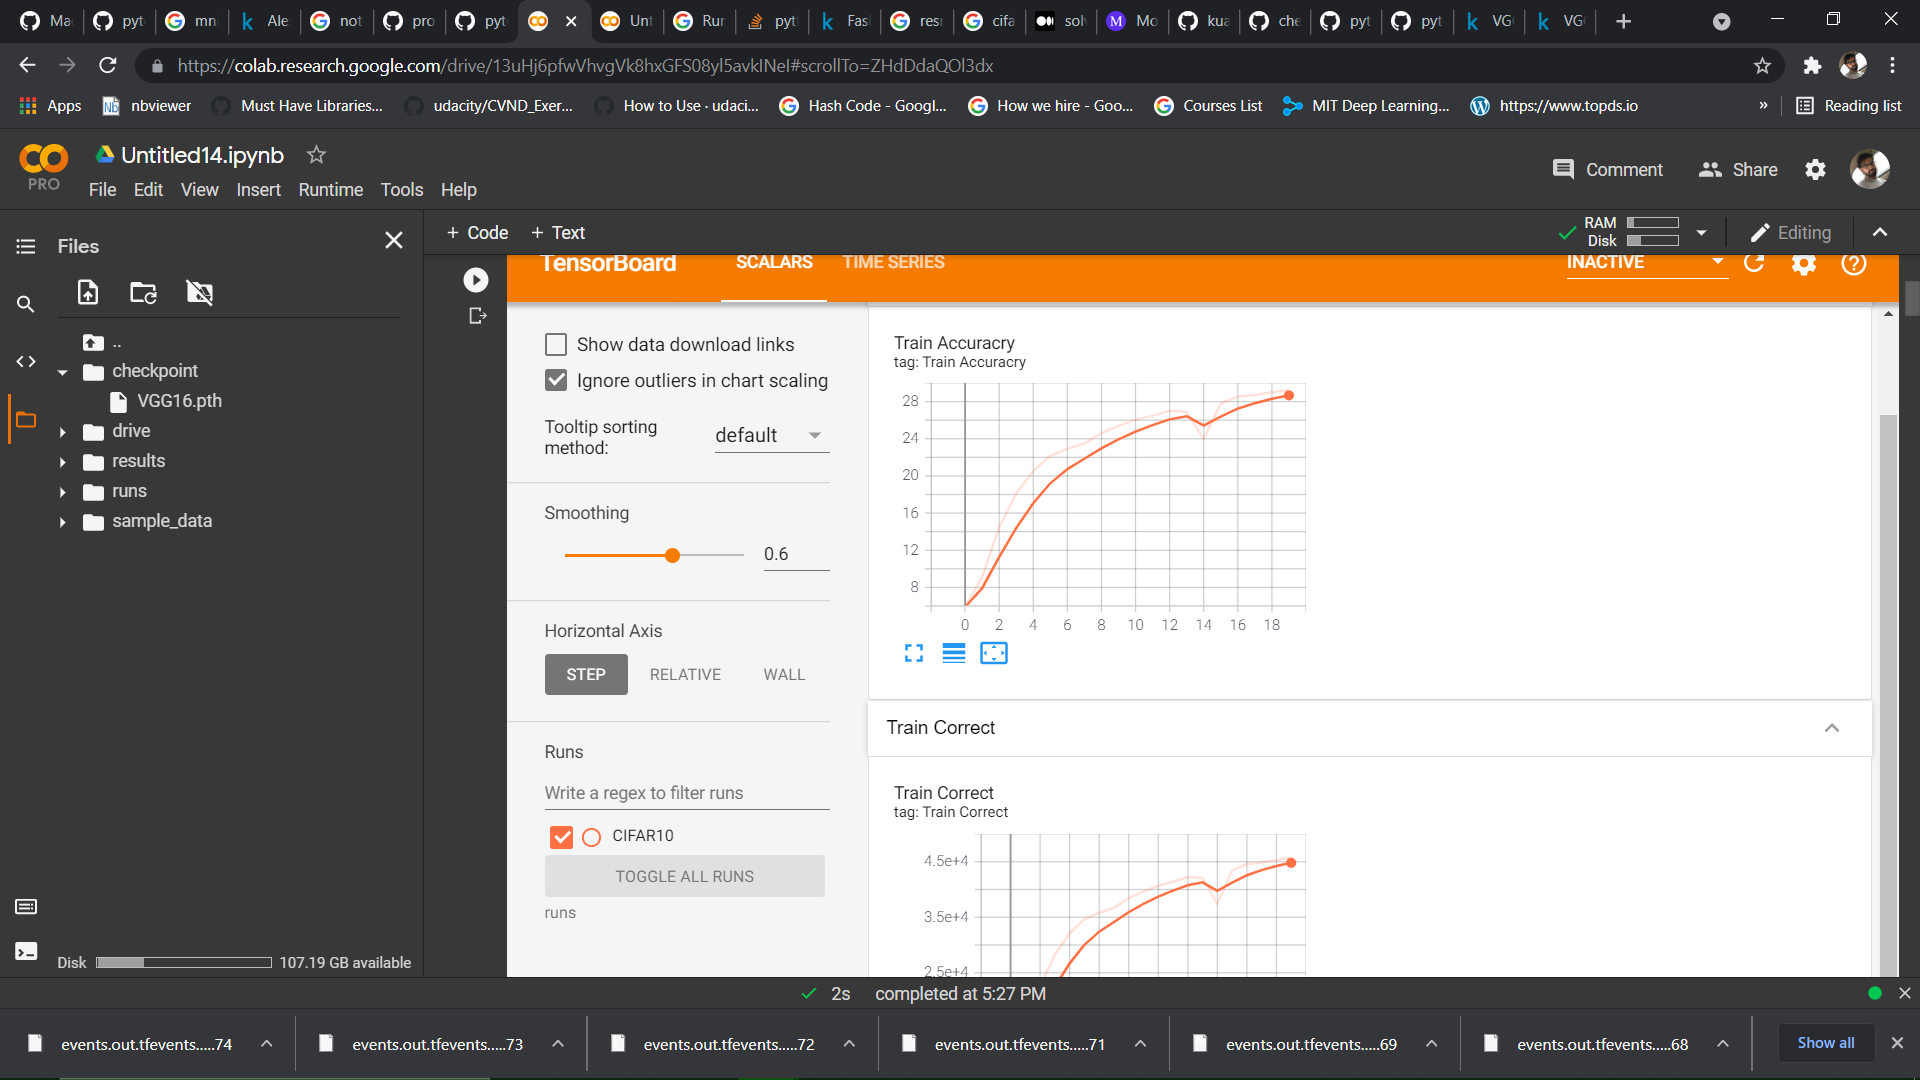 Ma
pyt
mni
Ale
not
pro
pyt
Unt
Run
pyt
Fas
resn
cifa
solv
Mo
kua
che
pyt
pyt
VG
VG
https://colab.research.google.com/drive/13uHj6pfwVhvgVk8hxGFS08yl5avkINeI#scrollTo=ZHdDdaQOl3dx
Apps
nbviewer
Must Have Libraries...
udacity/CVND_Exer...
How to Use · udaci...
Hash Code - Googl...
How we hire - Goo...
Courses List
MIT Deep Learning...
https://www.topds.io
»
Reading list
PRO
Untitled14.ipynb
File Edit View Insert Runtime Tools Help
Comment
Share
Files
+ Code + Text
RAM
Disk
Editing
..
checkpoint
VGG16.pth
drive
results
runs
sample_data
Disk
107.19 GB available
TensorBoard
SCALARS
TIME SERIES
INACTIVE
Show data download links
Ignore outliers in chart scaling
Tooltip sorting
method:
default
Smoothing
0.6
Horizontal Axis
STEP
RELATIVE
WALL
Runs
Write a regex to filter runs
CIFAR10
TOGGLE ALL RUNS
runs
Train Accuracry
tag: Train Accuracry
28
24
20
16
12
8
0 2 4 6 8 10 12 14 16 18
Train Correct
Train Correct
tag: Train Correct
4.5e+4
3.5e+4
2.5e+4
2s completed at 5:27 PM
events.out.tfevents.....74
events.out.tfevents.....73
events.out.tfevents.....72
events.out.tfevents.....71
events.out.tfevents.....69
events.out.tfevents.....68
Show all